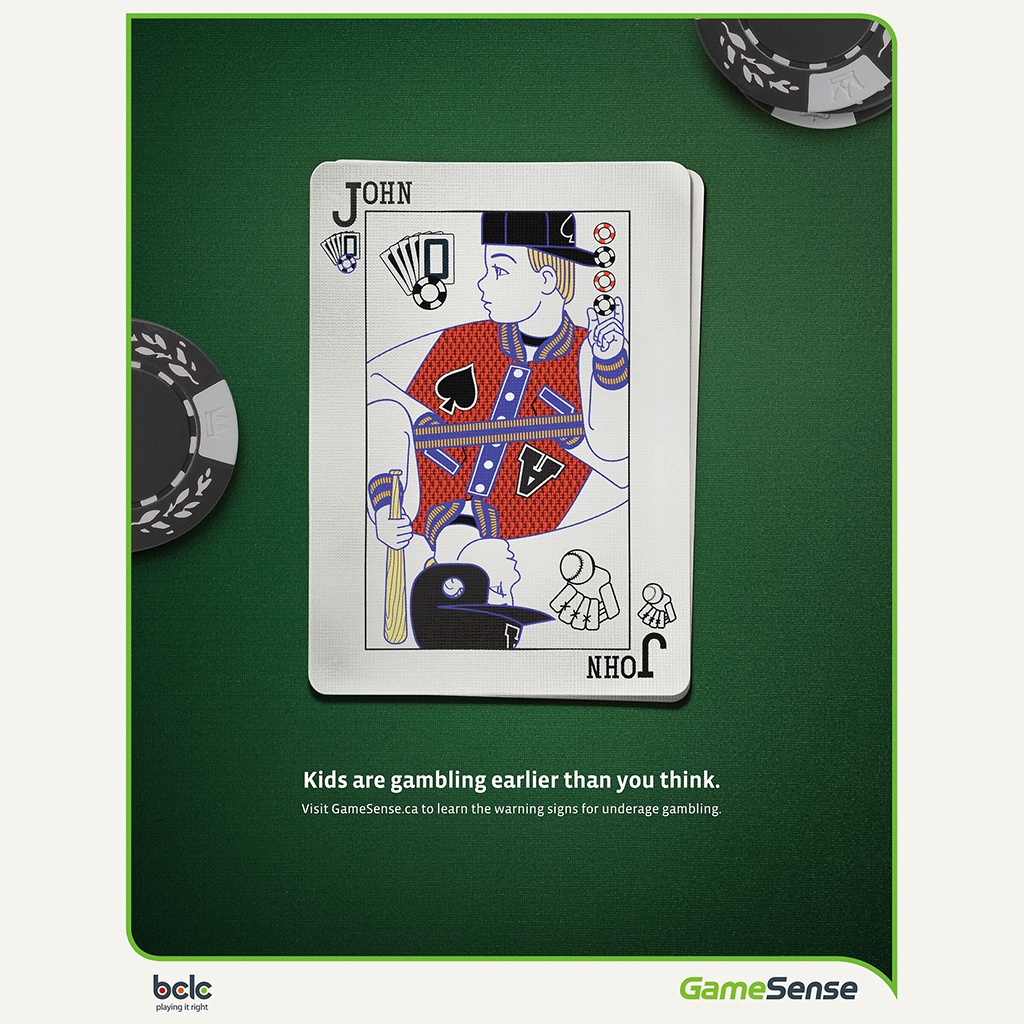 JOHN
A
JOHN
Kids are gambling earlier than you think.
Visit GameSense.ca to learn the warning signs for underage gambling.
bclc
playing it right
GameSense